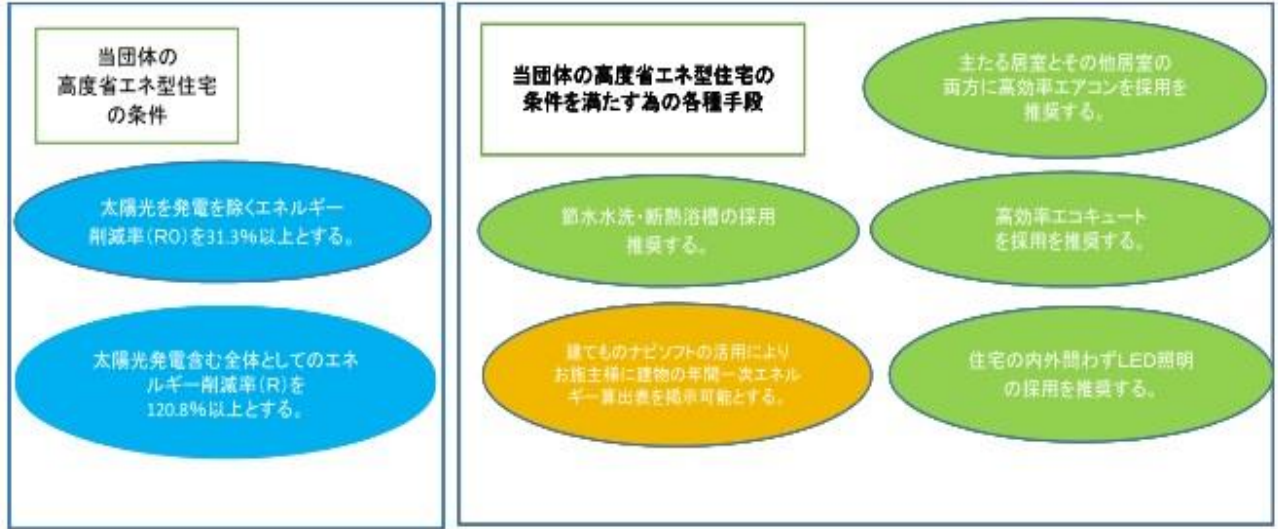 当団体の
高度省エネ型住宅
の条件
太陽光を発電を除くエネルギー
削減率(R0)を31.3%以上とする。
太陽光発電含む全体としてのエネ
ルギー削減率(R)を
120.8%以上とする。
当団体の高度省エネ型住宅の
条件を満たす為の各種手段
主たる居室とその他居室の
両方に高効率エアコンを採用を
推奨する。
節水水洗・断熱浴槽の採用
推奨する。
高効率エコキュート
を採用を推奨する。
建てものナビソフトの活用により
お施主様に建物の年間一次エネル
ギー算出表を掲示可能とする。
住宅の内外問わずLED照明
の採用を推奨する。